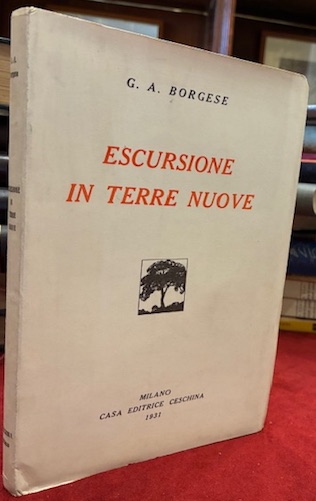 G. A. BORGESE
ESCURSIONE
IN TERRE NUOVE
MILANO
CASA EDITRICE CESCHINA
1931